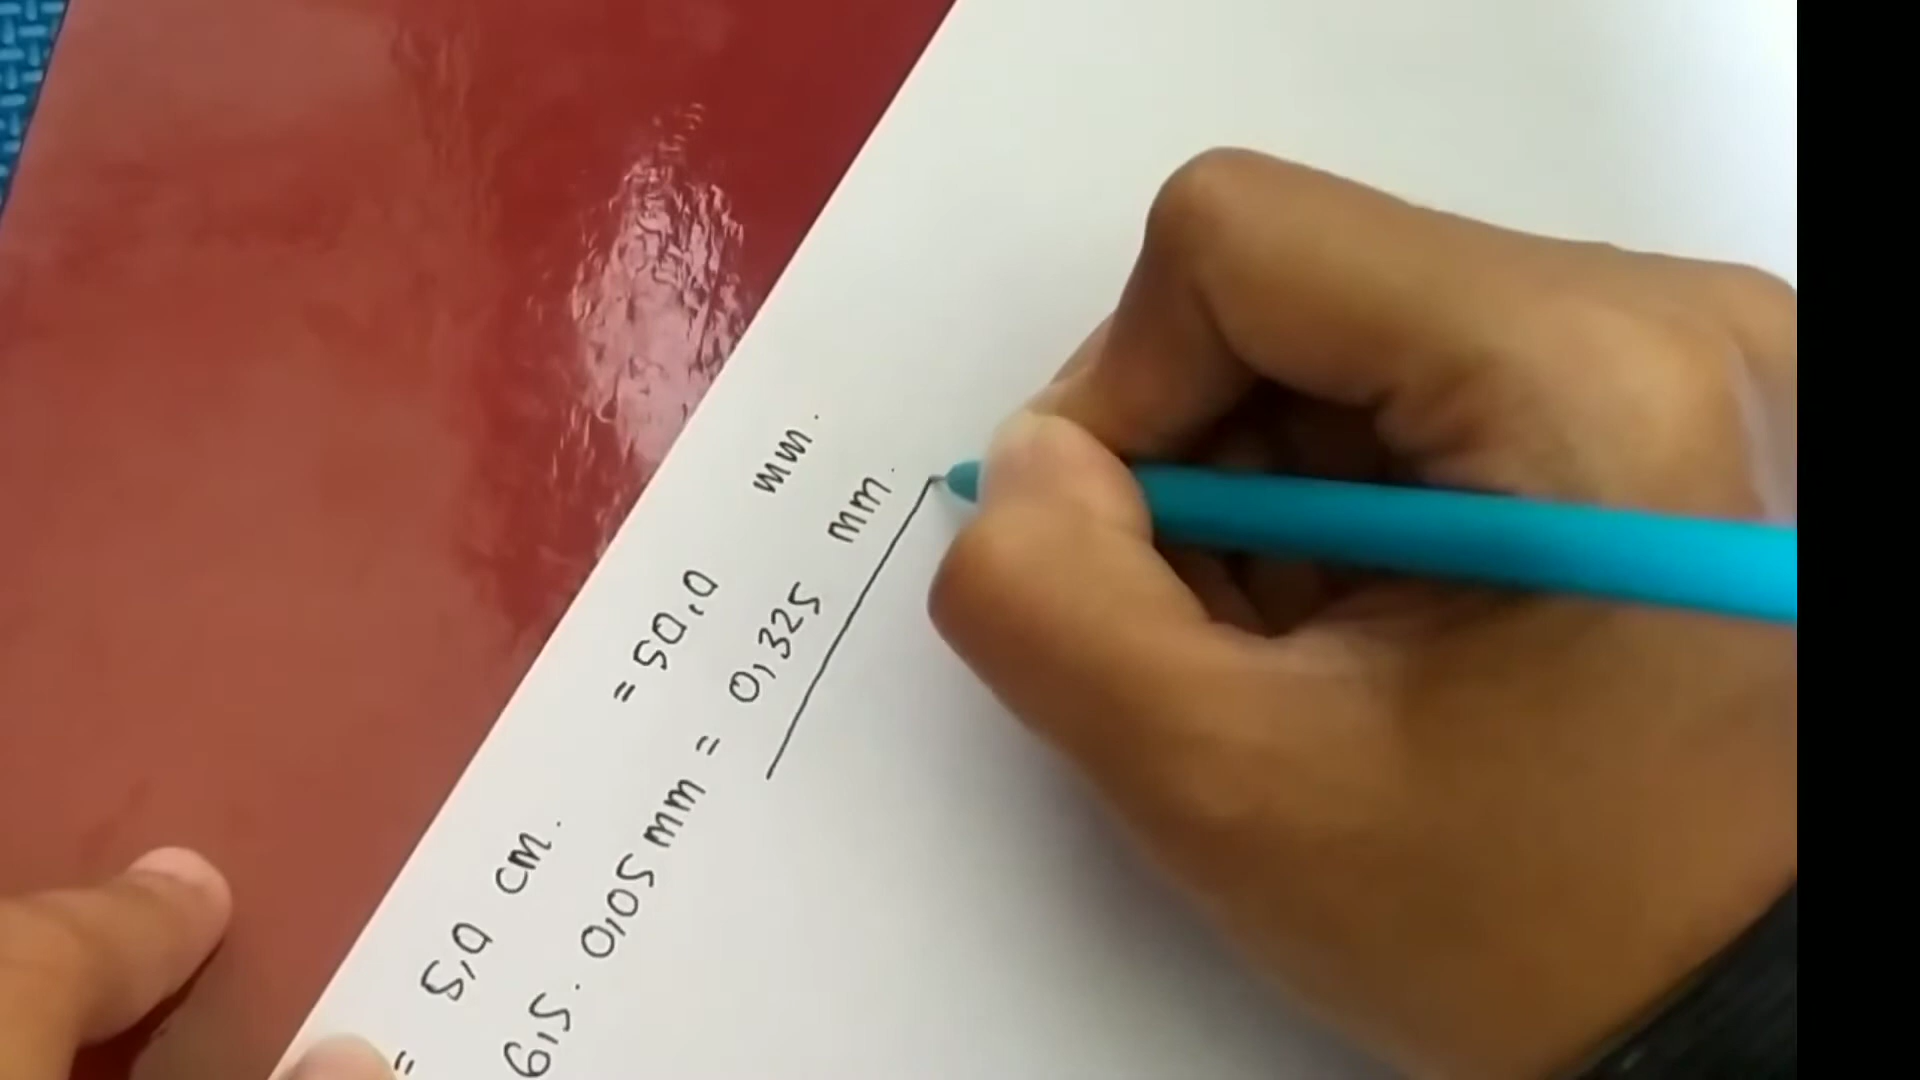 = 5,0 cm. = 50,0 mm.
6,5. 0,05 mm = 0,325 mm.